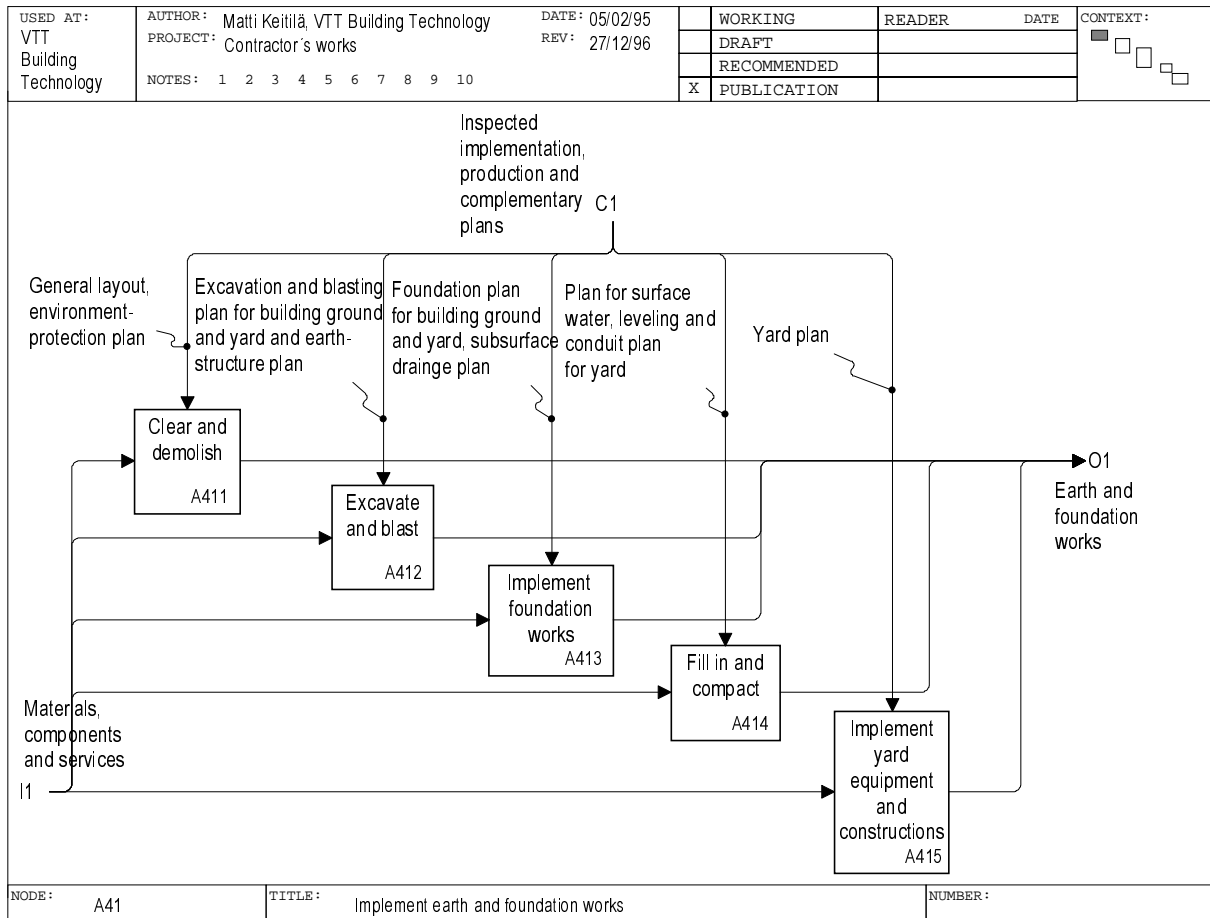 USED AT:
VTT
Building
Technology
AUTHOR: Matti Keitilä, VTT Building Technology
PROJECT: Contractor´s works
NOTES: 1 2 3 4 5 6 7 8 9 10
DATE: 05/02/95
REV: 27/12/96
WORKING
DRAFT
RECOMMENDED
X PUBLICATION
READER DATE
CONTEXT:
Inspected
implementation,
production and
complementary
plans
C1
General layout,
environment-
protection plan
Excavation and blasting
plan for building ground
and yard and earth-
structure plan
Foundation plan
for building ground
and yard, subsurface
drainge plan
Plan for surface
water, leveling and
conduit plan
for yard
Yard plan
Clear and
demolish
A411
Excavate
and blast
A412
Implement
foundation
works
A413
Fill in and
compact
A414
Implement
yard
equipment
and
constructions
A415
O1
Earth and
foundation
works
Materials,
components
and services
I1
NODE: A41
TITLE: Implement earth and foundation works
NUMBER: